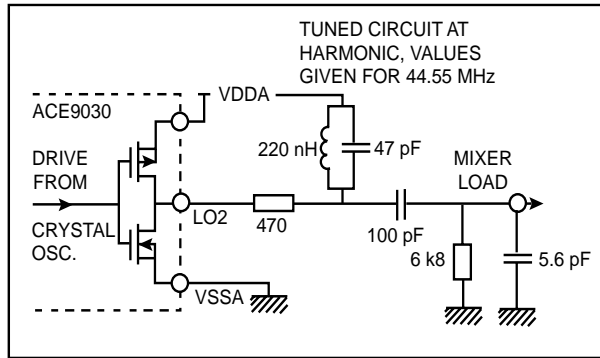 TUNED CIRCUIT AT
HARMONIC, VALUES
GIVEN FOR 44.55 MHz
VDDA
ACE9030
220 nH
47 pF
DRIVE
FROM
MIXER
LOAD
LO2
470
CRYSTAL
OSC.
100 pF
6 k8
5.6 pF
VSSA